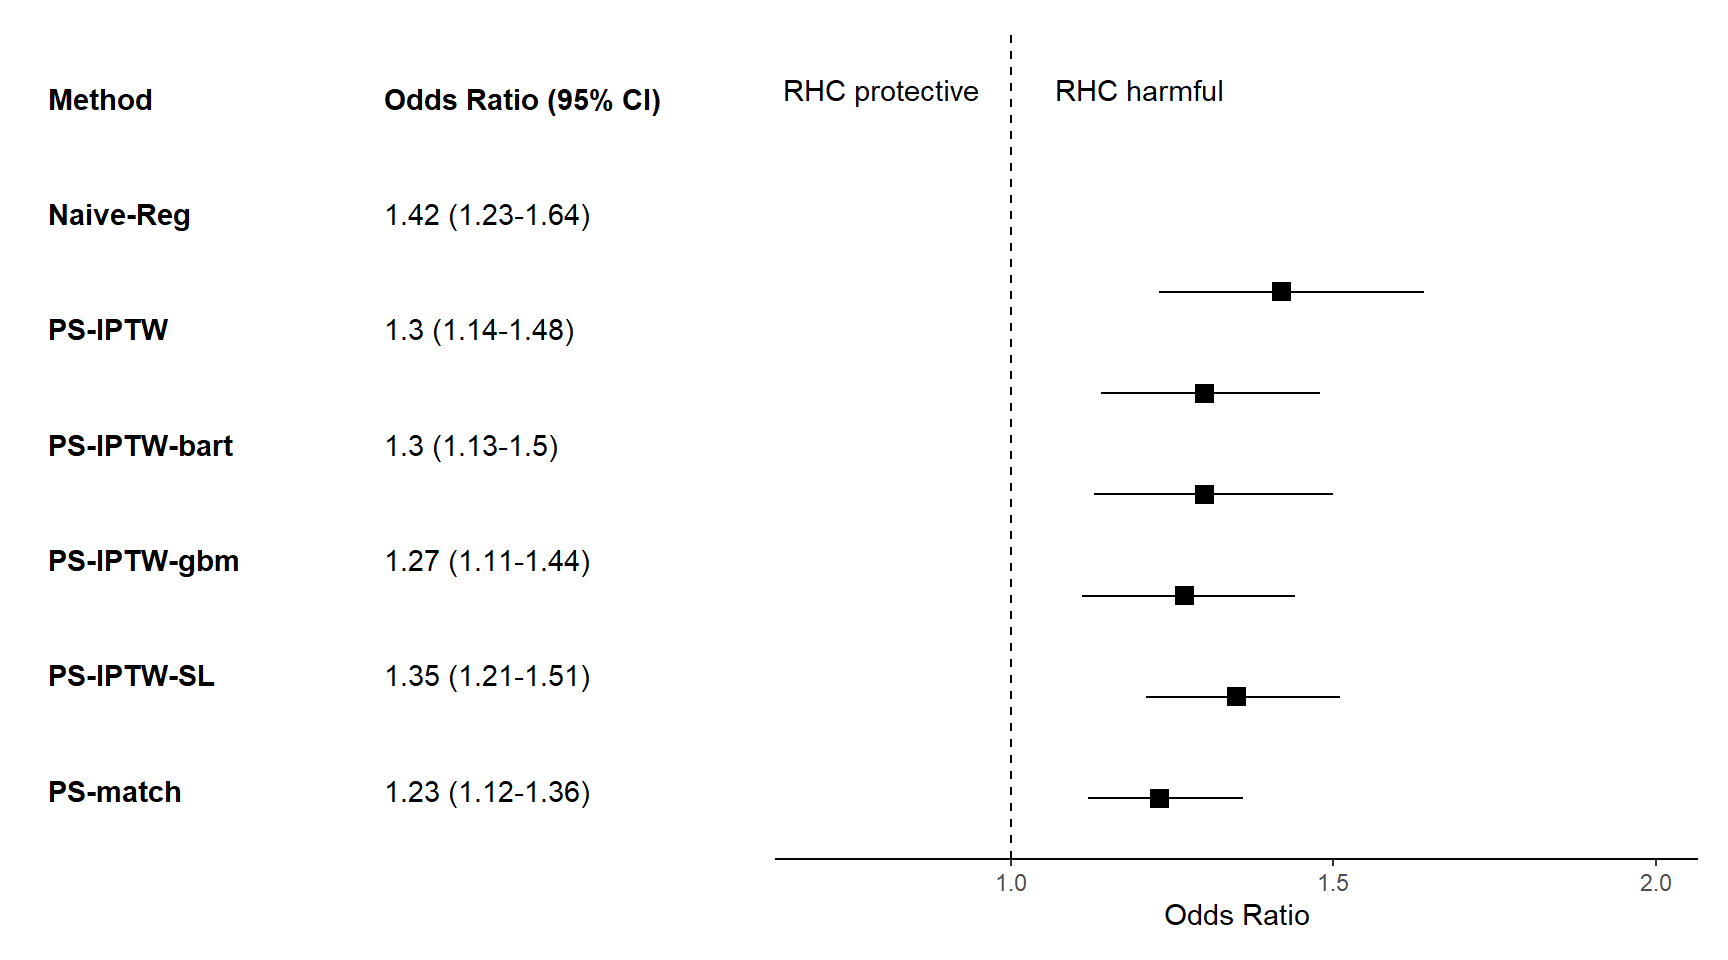 Method Odds Ratio (95% CI) RHC protective RHC harmful
Naive-Reg 1.42 (1.23-1.64)
PS-IPTW 1.3 (1.14-1.48)
PS-IPTW-bart 1.3 (1.13-1.5)
PS-IPTW-gbm 1.27 (1.11-1.44)
PS-IPTW-SL 1.35 (1.21-1.51)
PS-match 1.23 (1.12-1.36)
1.0 1.5 2.0
Odds Ratio